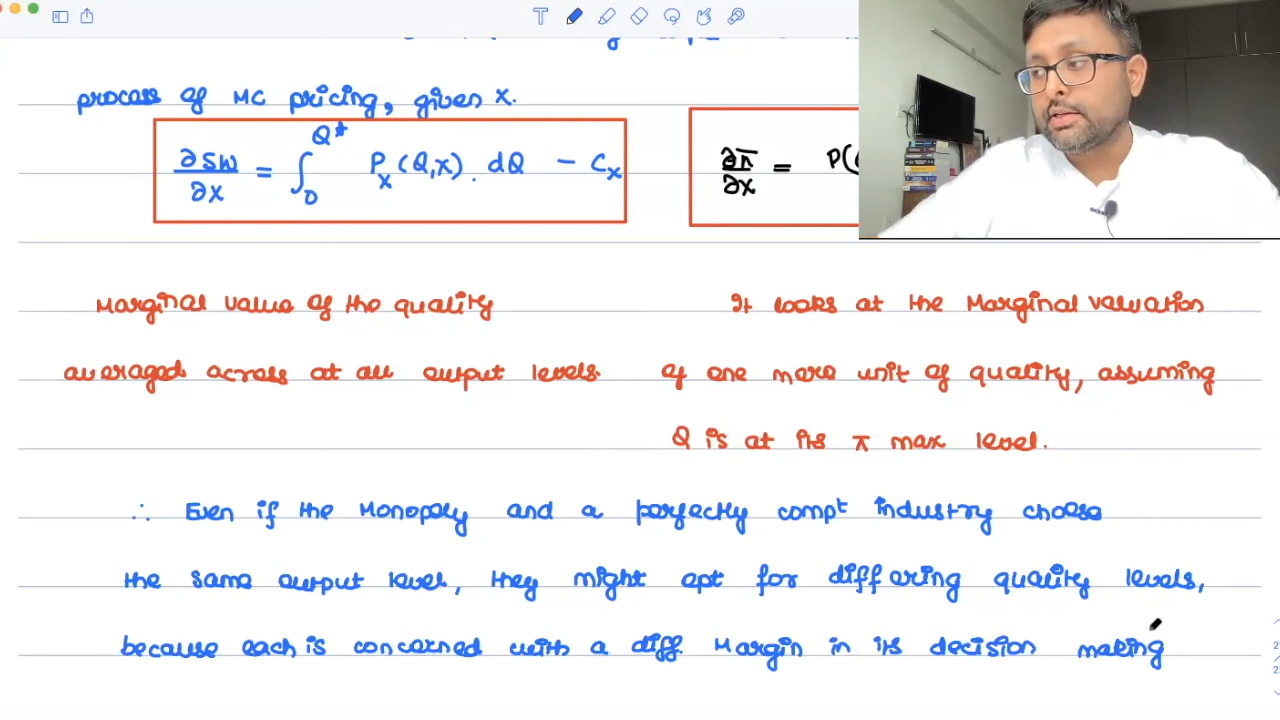 process of MC pricing, given x.
∂SW/∂x = ∫₀^Q* Pₓ(Q,x). dQ − Cₓ
∂π/∂x = P(
Marginal value of the quality
averaged across at all output levels
It looks at the Marginal valuation
of one more unit of quality, assuming
Q is at its π max level.
∴ Even if the Monopoly and a perfectly compt industry choose
the same output level, they might opt for differing quality levels,
because each is concerned with a diff. Margin in its decision making